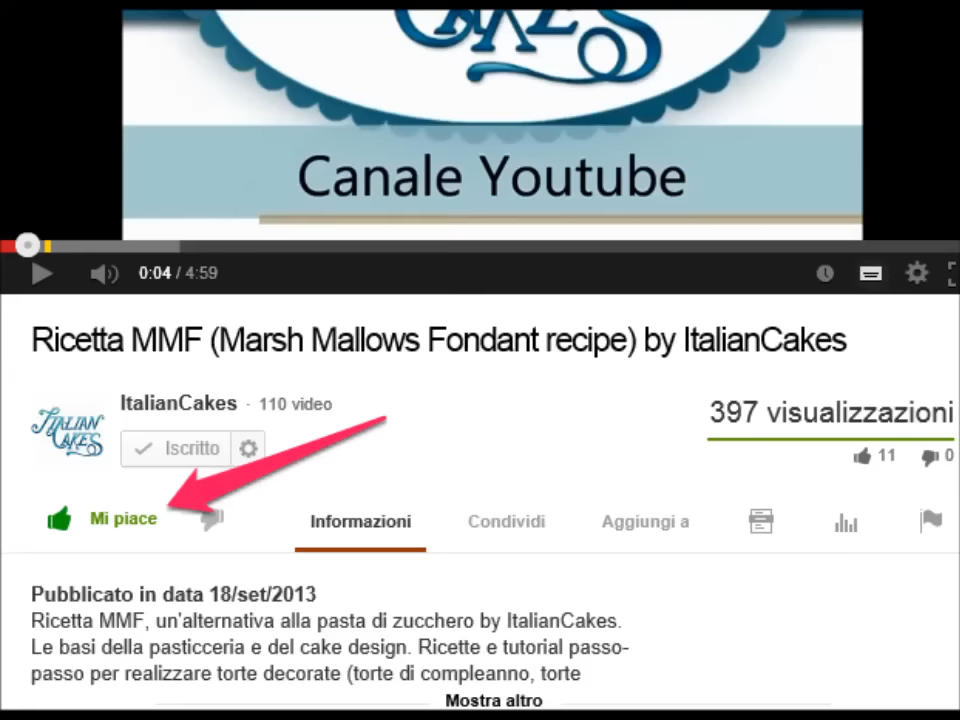 CAKES
Canale Youtube
0:04 / 4:59
Ricetta MMF (Marsh Mallows Fondant recipe) by ItalianCakes
ItalianCakes · 110 video
397 visualizzazioni
ITALIAN
CAKES
Iscritto
11 0
Mi piace Informazioni Condividi Aggiungi a
Pubblicato in data 18/set/2013
Ricetta MMF, un'alternativa alla pasta di zucchero by ItalianCakes.
Le basi della pasticceria e del cake design. Ricette e tutorial passo-
passo per realizzare torte decorate (torte di compleanno, torte
Mostra altro